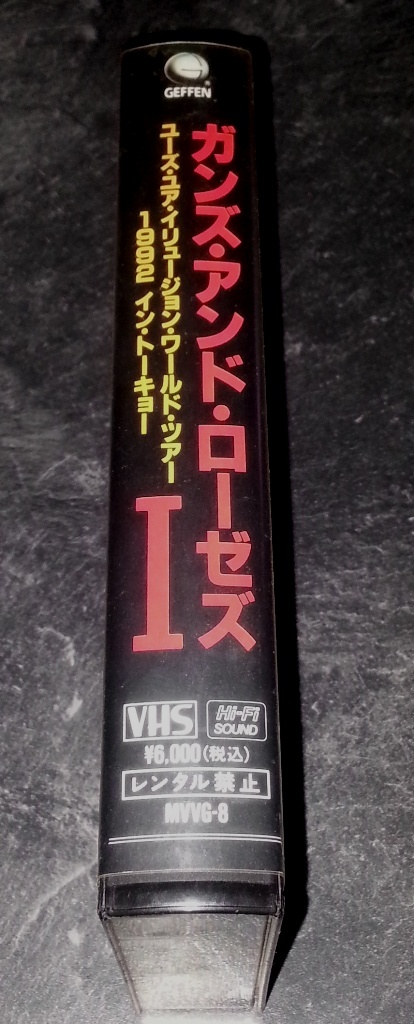 GEFFEN
ガンズ・アンド・ローゼズ
ユーズ・ユア・イリュージョン・ワールド・ツアー
1992 イン・トーキョー
I
VHS
Hi-Fi
SOUND
¥6,000(税込)
レンタル禁止
MVVG-8